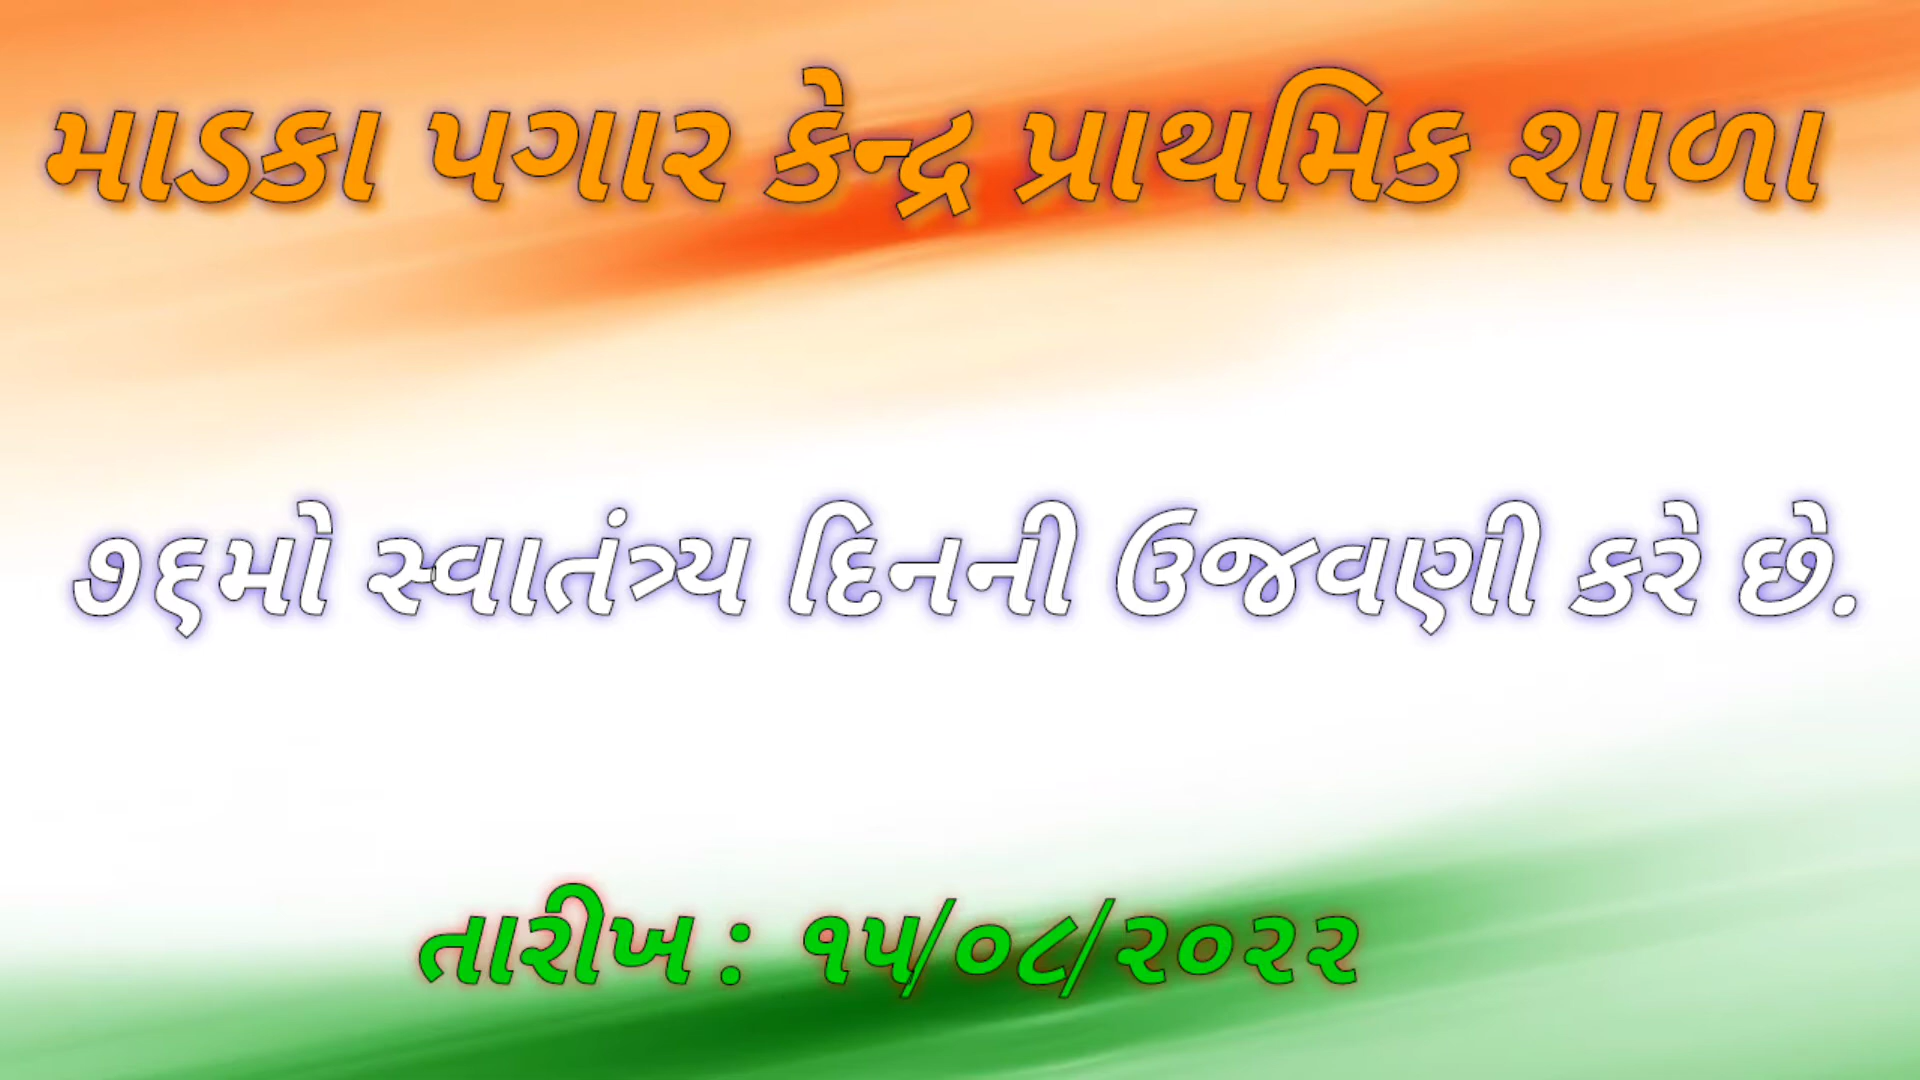 માડકા પગાર કેન્દ્ર પ્રાથમિક શાળા
૭૬મો સ્વાતંત્ર્ય દિનની ઉજવણી કરે છે.
તારીખ : ૧૫/૦૮/૨૦૨૨